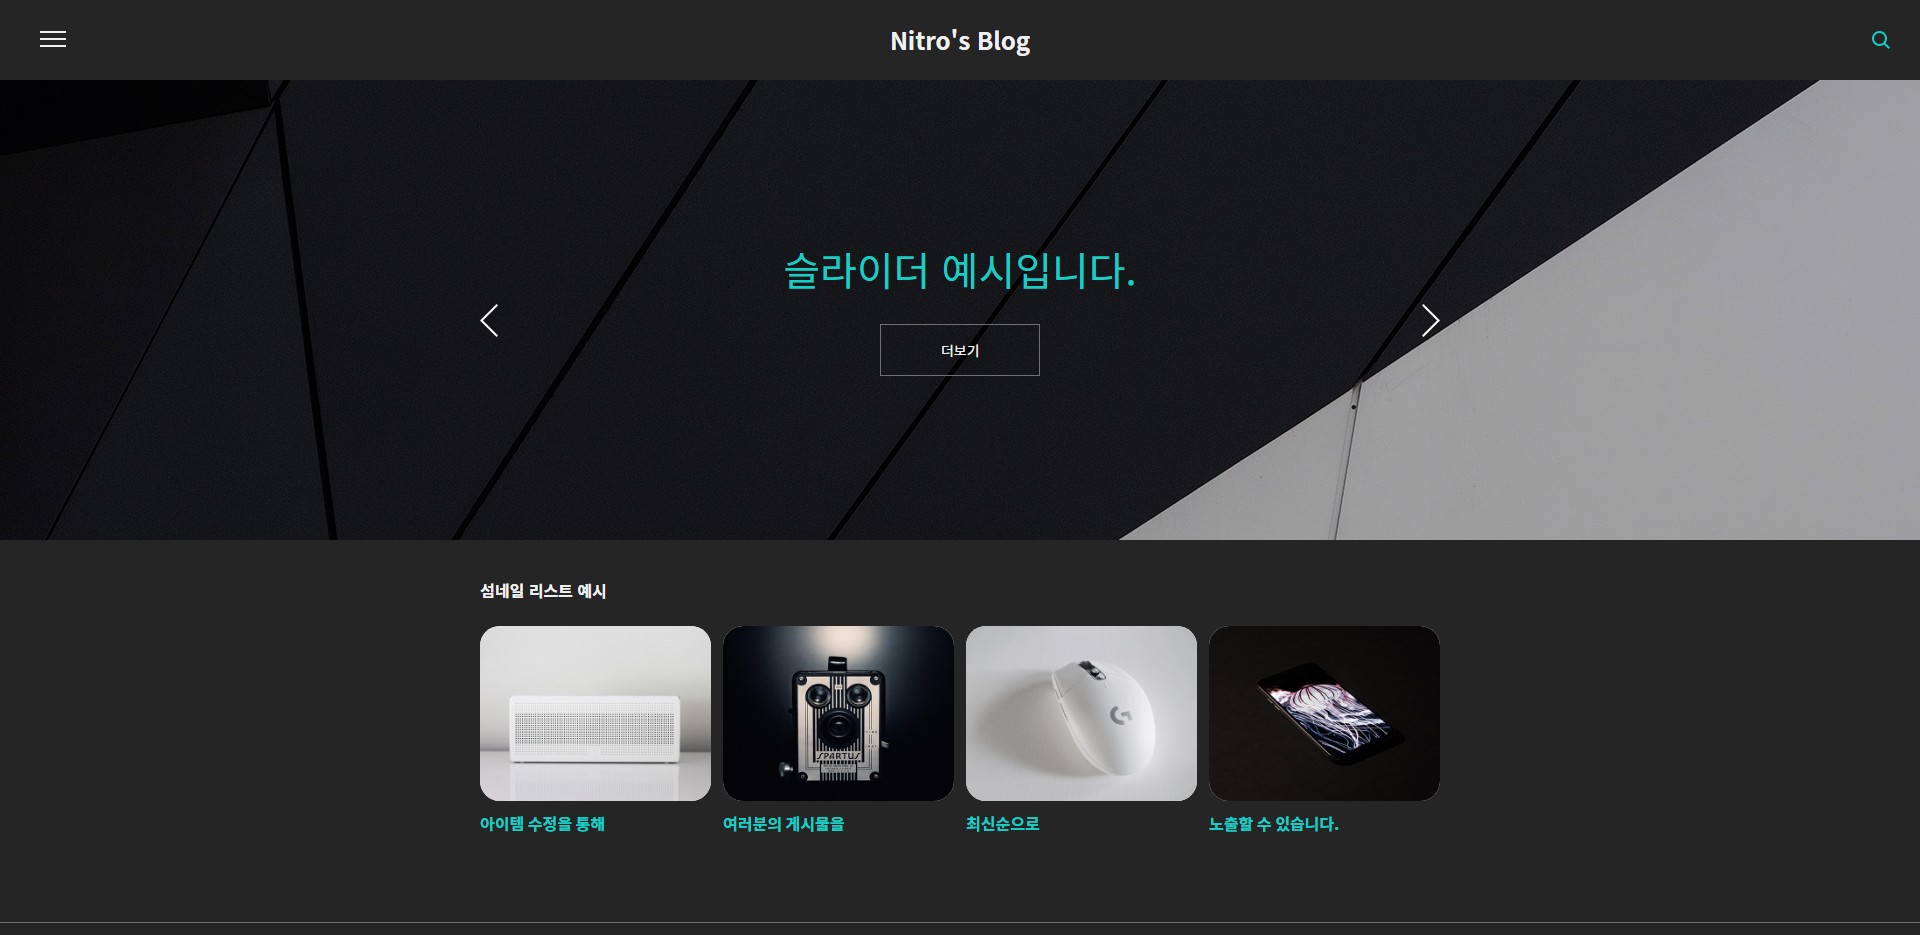 Nitro's Blog
슬라이더 예시입니다.
더보기
섬네일 리스트 예시
SPARTUS
G
아이템 수정을 통해
여러분의 게시물을
최신순으로
노출할 수 있습니다.